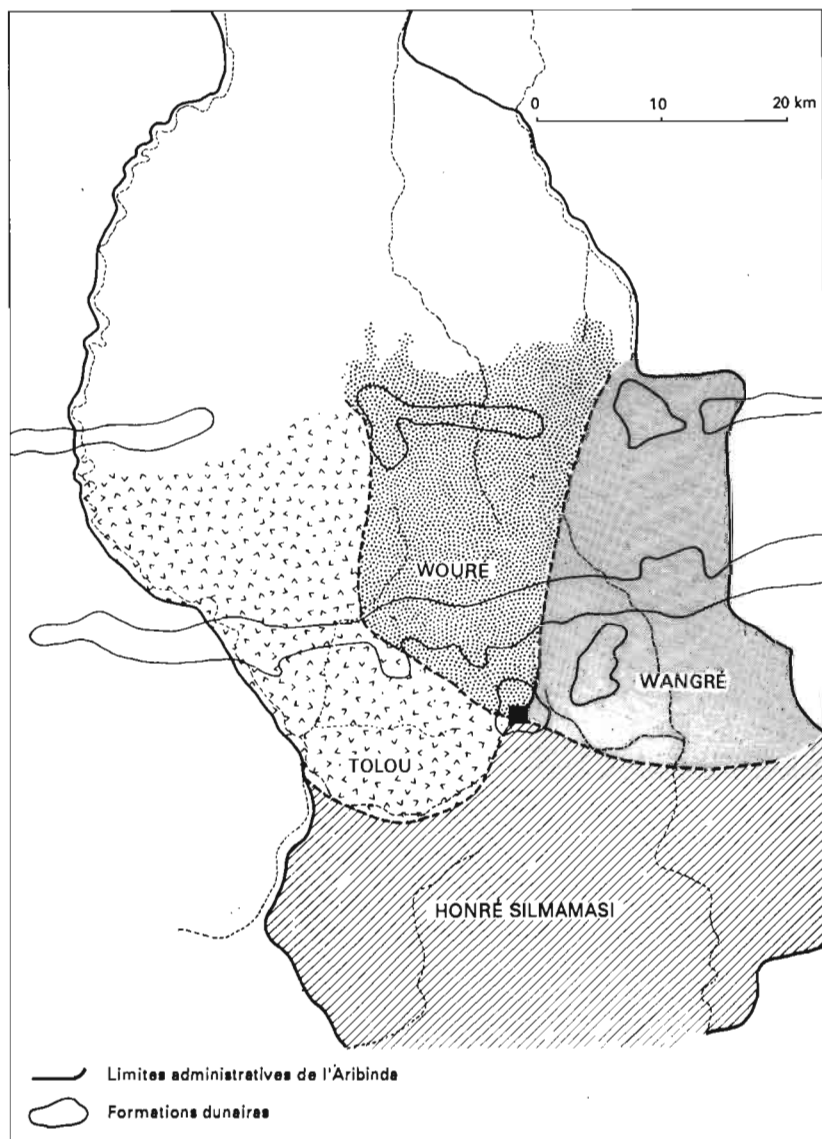 0 10 20 km
WOURÉ
WANGRÉ
TOLOU
HONRÉ SILMAMASI
Limites administratives de l'Aribinda
Formations dunaires